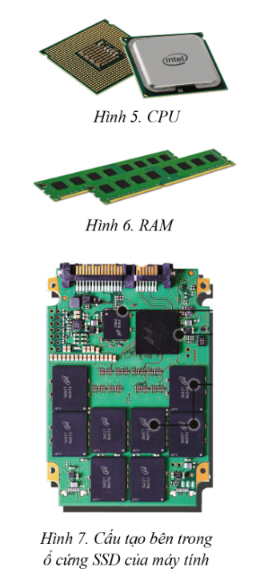 intel
Hình 5. CPU
Hình 6. RAM
Hình 7. Cấu tạo bên trong
ổ cứng SSD của máy tính